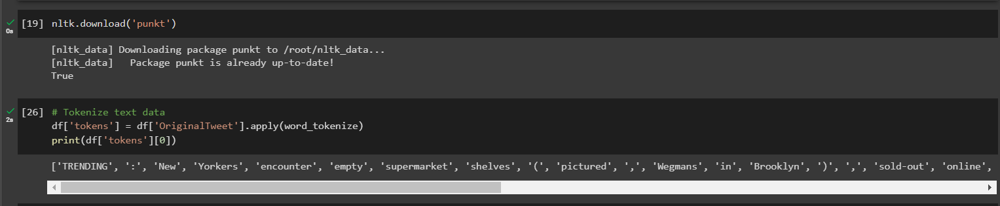 [19] nltk.download('punkt')
0s
[nltk_data] Downloading package punkt to /root/nltk_data...
[nltk_data]   Package punkt is already up-to-date!
True
[26] # Tokenize text data
2s
df['tokens'] = df['OriginalTweet'].apply(word_tokenize)
print(df['tokens'][0])
['TRENDING', ':', 'New', 'Yorkers', 'encounter', 'empty', 'supermarket', 'shelves', '(', 'pictured', ',', 'Wegmans', 'in', 'Brooklyn', ')', ',', 'sold-out', 'online',